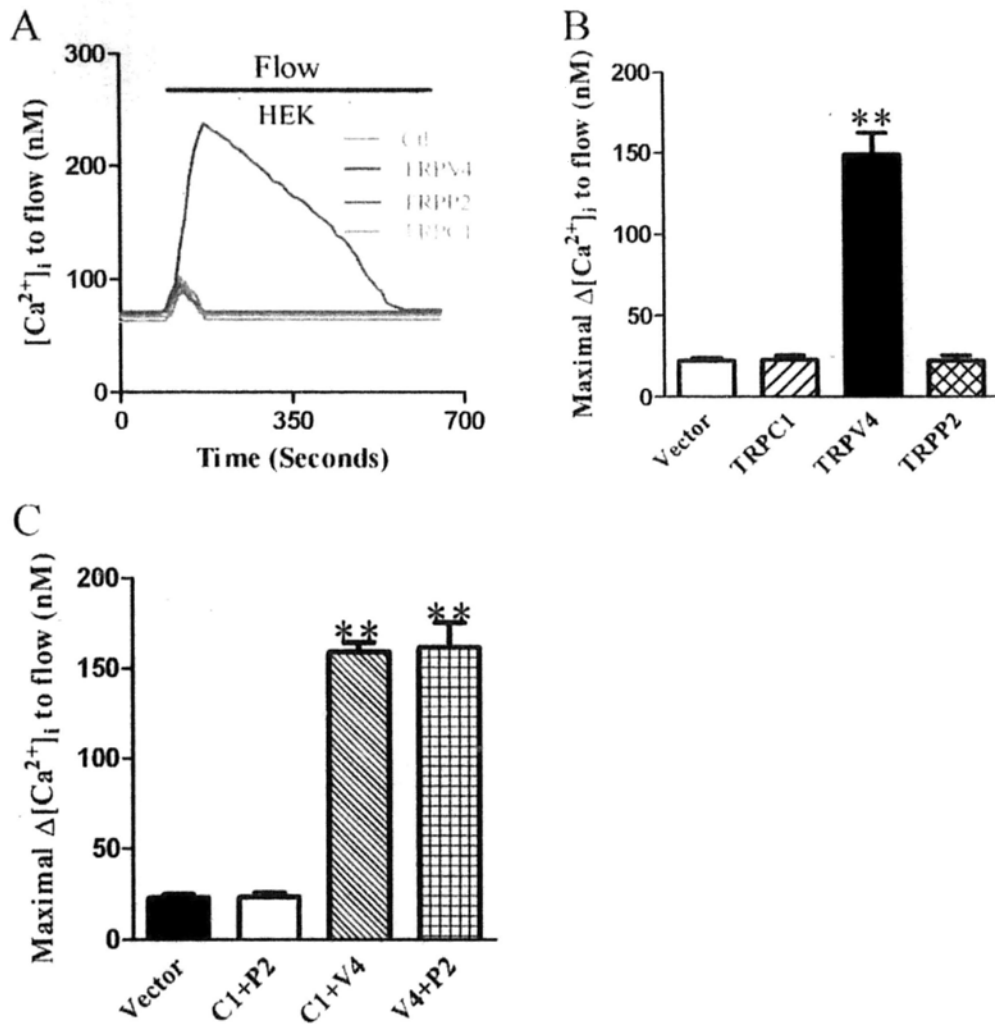 A
[Ca²⁺]ᵢ to flow (nM)
300
200
100
0
Flow
HEK
Ctl
TRPV4
TRPP2
TRPC1
0
350
700
Time (Seconds)
B
Maximal Δ[Ca²⁺]ᵢ to flow (nM)
200
150
100
50
0
**
Vector
TRPC1
TRPV4
TRPP2
C
Maximal Δ[Ca²⁺]ᵢ to flow (nM)
200
150
100
50
0
**
**
Vector
C1+P2
C1+V4
V4+P2